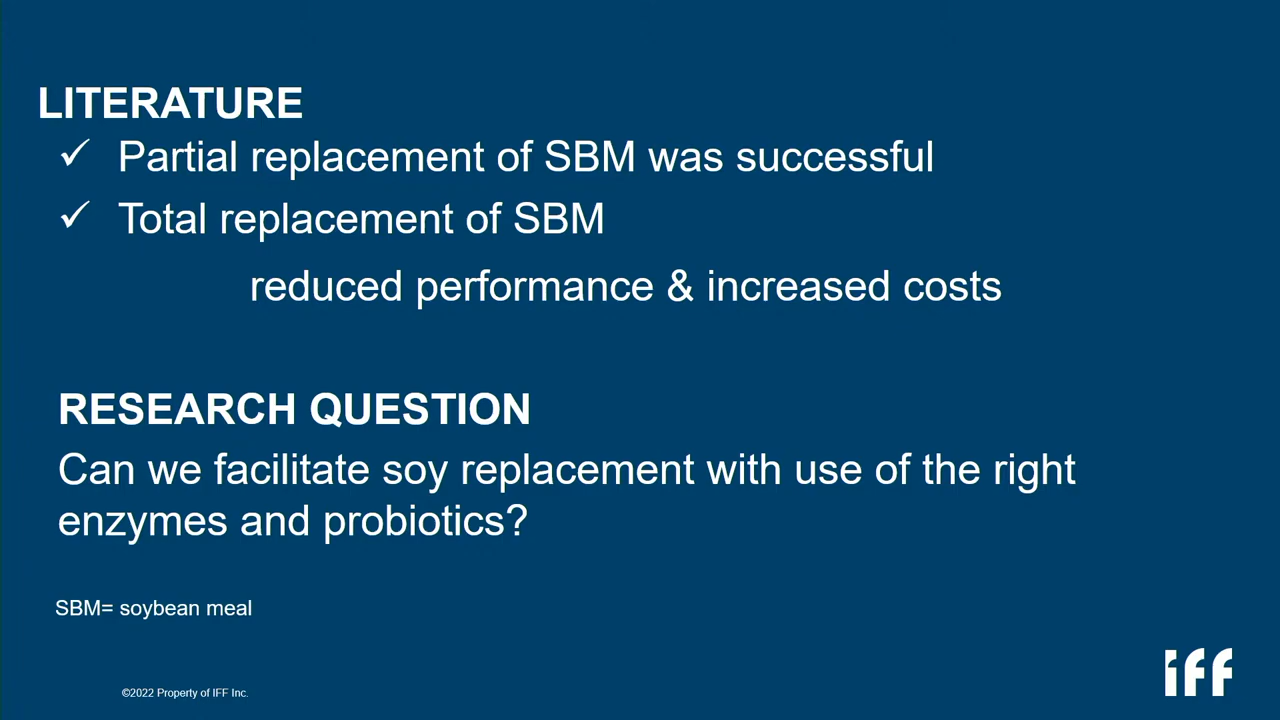 LITERATURE
✓ Partial replacement of SBM was successful
✓ Total replacement of SBM
reduced performance & increased costs
RESEARCH QUESTION
Can we facilitate soy replacement with use of the right
enzymes and probiotics?
SBM= soybean meal
©2022 Property of IFF Inc.
iff